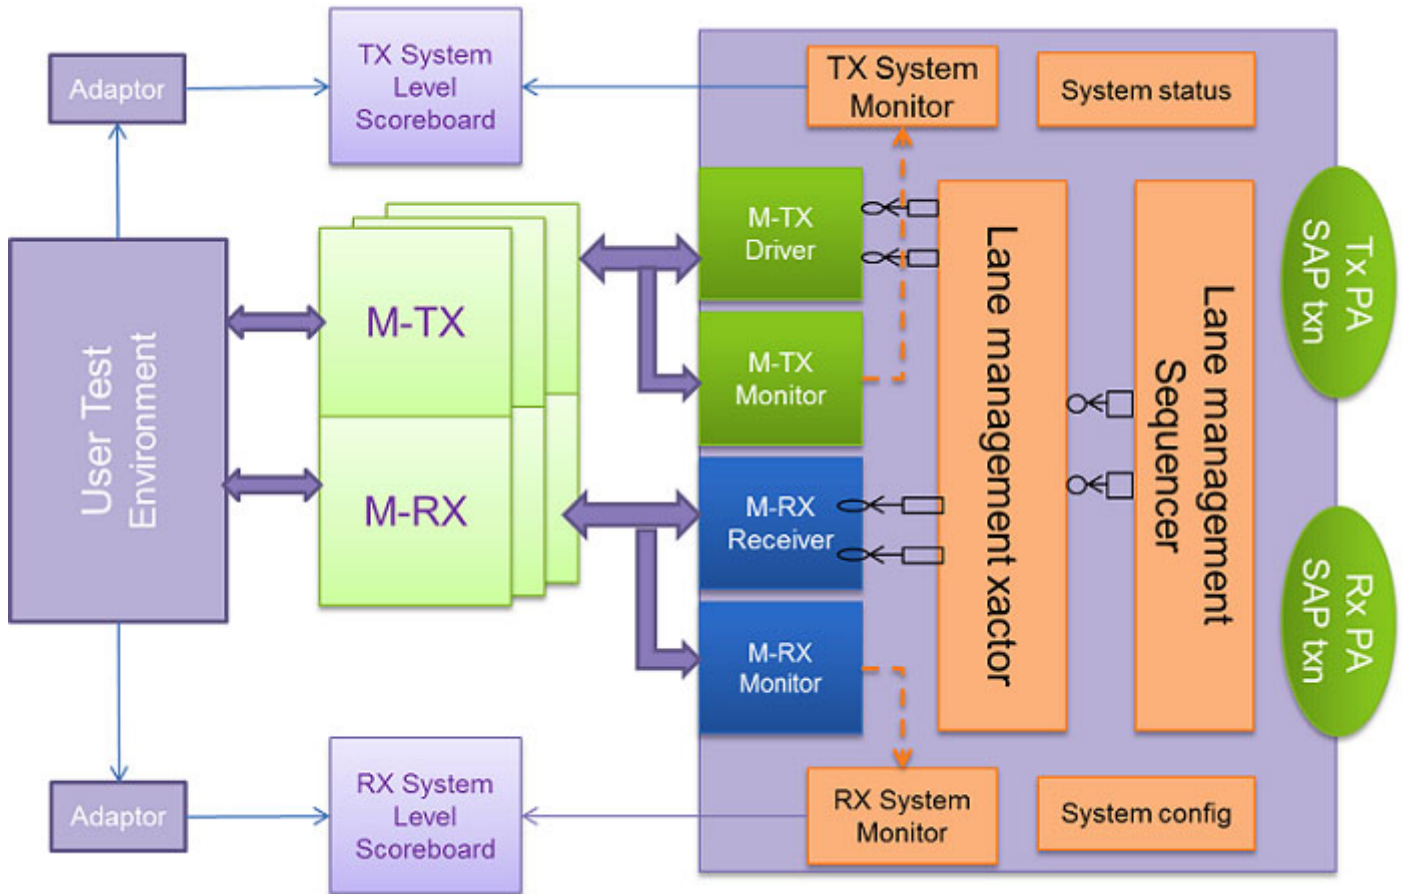 Adaptor
TX System
Level
Scoreboard
TX System
Monitor
System status
User Test
Environment
M-TX
M-RX
M-TX
Driver
M-TX
Monitor
M-RX
Receiver
M-RX
Monitor
Lane management xactor
Lane management
Sequencer
Tx PA
SAP txn
Rx PA
SAP txn
Adaptor
RX System
Level
Scoreboard
RX System
Monitor
System config